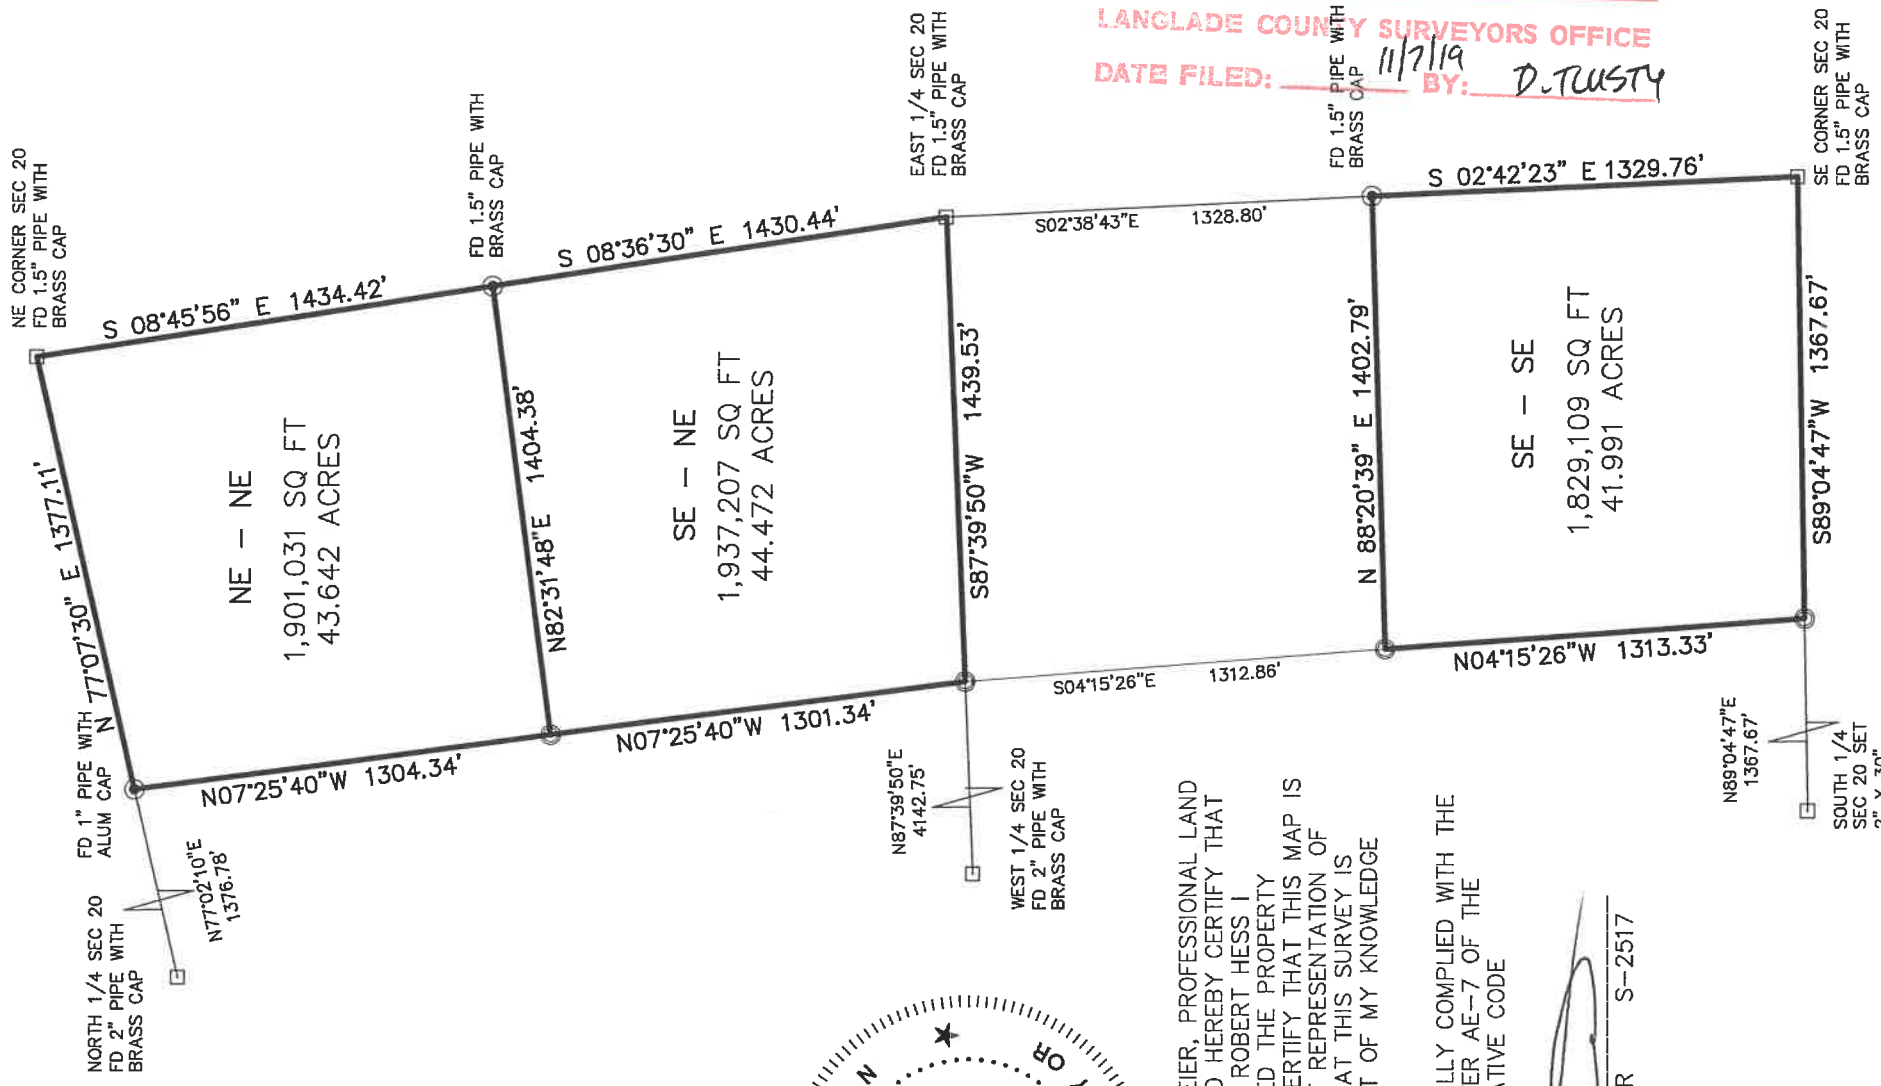 LANGLADE COUNTY SURVEYORS OFFICE
DATE FILED: 11/7/19 BY: D. TLUSTY
NE CORNER SEC 20
FD 1.5" PIPE WITH
BRASS CAP
FD 1.5" PIPE WITH
BRASS CAP
EAST 1/4 SEC 20
FD 1.5" PIPE WITH
BRASS CAP
FD 1.5" PIPE WITH
BRASS CAP
SE CORNER SEC 20
FD 1.5" PIPE WITH
BRASS CAP
S 08°45'56" E 1434.42'
S 08°36'30" E 1430.44'
S02°38'43"E 1328.80'
S 02°42'23" E 1329.76'
N 77°07'30" E 1377.11'
NE - NE
1,901,031 SQ FT
43.642 ACRES
N82°31'48"E 1404.38'
SE - NE
1,937,207 SQ FT
44.472 ACRES
S87°39'50"W 1439.53'
N 88°20'39" E 1402.79'
SE - SE
1,829,109 SQ FT
41.991 ACRES
S89°04'47"W 1367.67'
FD 1" PIPE WITH
ALUM CAP
N07°25'40"W 1304.34'
N07°25'40"W 1301.34'
S04°15'26"E 1312.86'
N04°15'26"W 1313.33'
NORTH 1/4 SEC 20
FD 2" PIPE WITH
BRASS CAP
N77°02'10"E
1376.78'
N87°39'50"E
4142.75'
WEST 1/4 SEC 20
FD 2" PIPE WITH
BRASS CAP
N89°04'47"E
1367.67'
SOUTH 1/4
SEC 20 SET
2" X 30"
EIER, PROFESSIONAL LAND
D HEREBY CERTIFY THAT
ROBERT HESS I
ED THE PROPERTY
ERTIFY THAT THIS MAP IS
REPRESENTATION OF
AT THIS SURVEY IS
T OF MY KNOWLEDGE
LLY COMPLIED WITH THE
ER AE-7 OF THE
ATIVE CODE
R S-2517
N
OR